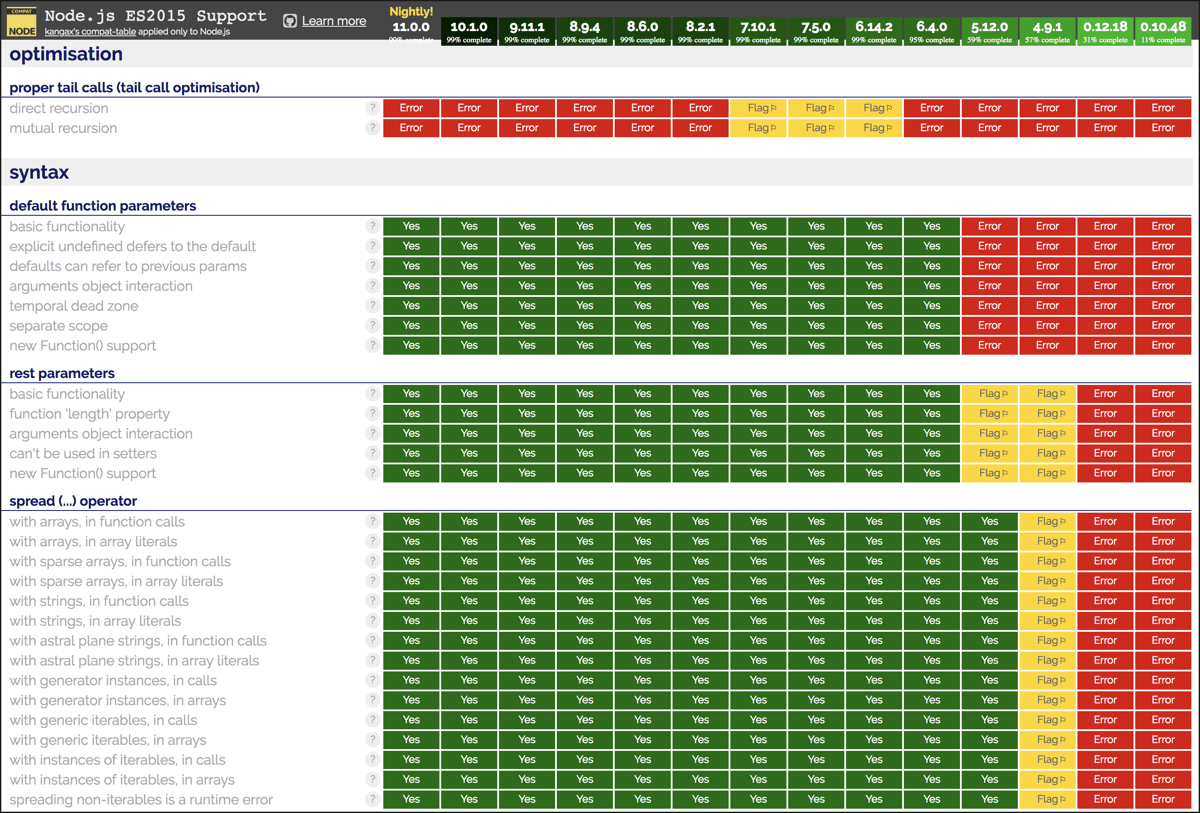 COMPAT
NODE
Node.js ES2015 Support
kangax's compat-table applied only to Node.js
Learn more
Nightly!
11.0.0 10.1.0 9.11.1 8.9.4 8.6.0 8.2.1 7.10.1 7.5.0 6.14.2 6.4.0 5.12.0 4.9.1 0.12.18 0.10.48
99% complete 99% complete 99% complete 99% complete 99% complete 99% complete 99% complete 99% complete 99% complete 95% complete 59% complete 57% complete 31% complete 11% complete
optimisation
proper tail calls (tail call optimisation)
direct recursion ? Error Error Error Error Error Error Flag Flag Flag Error Error Error Error Error
mutual recursion ? Error Error Error Error Error Error Flag Flag Flag Error Error Error Error Error
syntax
default function parameters
basic functionality ? Yes Yes Yes Yes Yes Yes Yes Yes Yes Yes Error Error Error Error
explicit undefined defers to the default ? Yes Yes Yes Yes Yes Yes Yes Yes Yes Yes Error Error Error Error
defaults can refer to previous params ? Yes Yes Yes Yes Yes Yes Yes Yes Yes Yes Error Error Error Error
arguments object interaction ? Yes Yes Yes Yes Yes Yes Yes Yes Yes Yes Error Error Error Error
temporal dead zone ? Yes Yes Yes Yes Yes Yes Yes Yes Yes Yes Error Error Error Error
separate scope ? Yes Yes Yes Yes Yes Yes Yes Yes Yes Yes Error Error Error Error
new Function() support ? Yes Yes Yes Yes Yes Yes Yes Yes Yes Yes Error Error Error Error
rest parameters
basic functionality ? Yes Yes Yes Yes Yes Yes Yes Yes Yes Yes Flag Flag Error Error
function 'length' property ? Yes Yes Yes Yes Yes Yes Yes Yes Yes Yes Flag Flag Error Error
arguments object interaction ? Yes Yes Yes Yes Yes Yes Yes Yes Yes Yes Flag Flag Error Error
can't be used in setters ? Yes Yes Yes Yes Yes Yes Yes Yes Yes Yes Flag Flag Error Error
new Function() support ? Yes Yes Yes Yes Yes Yes Yes Yes Yes Yes Flag Flag Error Error
spread (...) operator
with arrays, in function calls ? Yes Yes Yes Yes Yes Yes Yes Yes Yes Yes Yes Flag Error Error
with arrays, in array literals ? Yes Yes Yes Yes Yes Yes Yes Yes Yes Yes Yes Flag Error Error
with sparse arrays, in function calls ? Yes Yes Yes Yes Yes Yes Yes Yes Yes Yes Yes Flag Error Error
with sparse arrays, in array literals ? Yes Yes Yes Yes Yes Yes Yes Yes Yes Yes Yes Flag Error Error
with strings, in function calls ? Yes Yes Yes Yes Yes Yes Yes Yes Yes Yes Yes Flag Error Error
with strings, in array literals ? Yes Yes Yes Yes Yes Yes Yes Yes Yes Yes Yes Flag Error Error
with astral plane strings, in function calls ? Yes Yes Yes Yes Yes Yes Yes Yes Yes Yes Yes Flag Error Error
with astral plane strings, in array literals ? Yes Yes Yes Yes Yes Yes Yes Yes Yes Yes Yes Flag Error Error
with generator instances, in calls ? Yes Yes Yes Yes Yes Yes Yes Yes Yes Yes Yes Flag Error Error
with generator instances, in arrays ? Yes Yes Yes Yes Yes Yes Yes Yes Yes Yes Yes Flag Error Error
with generic iterables, in calls ? Yes Yes Yes Yes Yes Yes Yes Yes Yes Yes Yes Flag Error Error
with generic iterables, in arrays ? Yes Yes Yes Yes Yes Yes Yes Yes Yes Yes Yes Flag Error Error
with instances of iterables, in calls ? Yes Yes Yes Yes Yes Yes Yes Yes Yes Yes Yes Flag Error Error
with instances of iterables, in arrays ? Yes Yes Yes Yes Yes Yes Yes Yes Yes Yes Yes Flag Error Error
spreading non-iterables is a runtime error ? Yes Yes Yes Yes Yes Yes Yes Yes Yes Yes Yes Flag Error Error